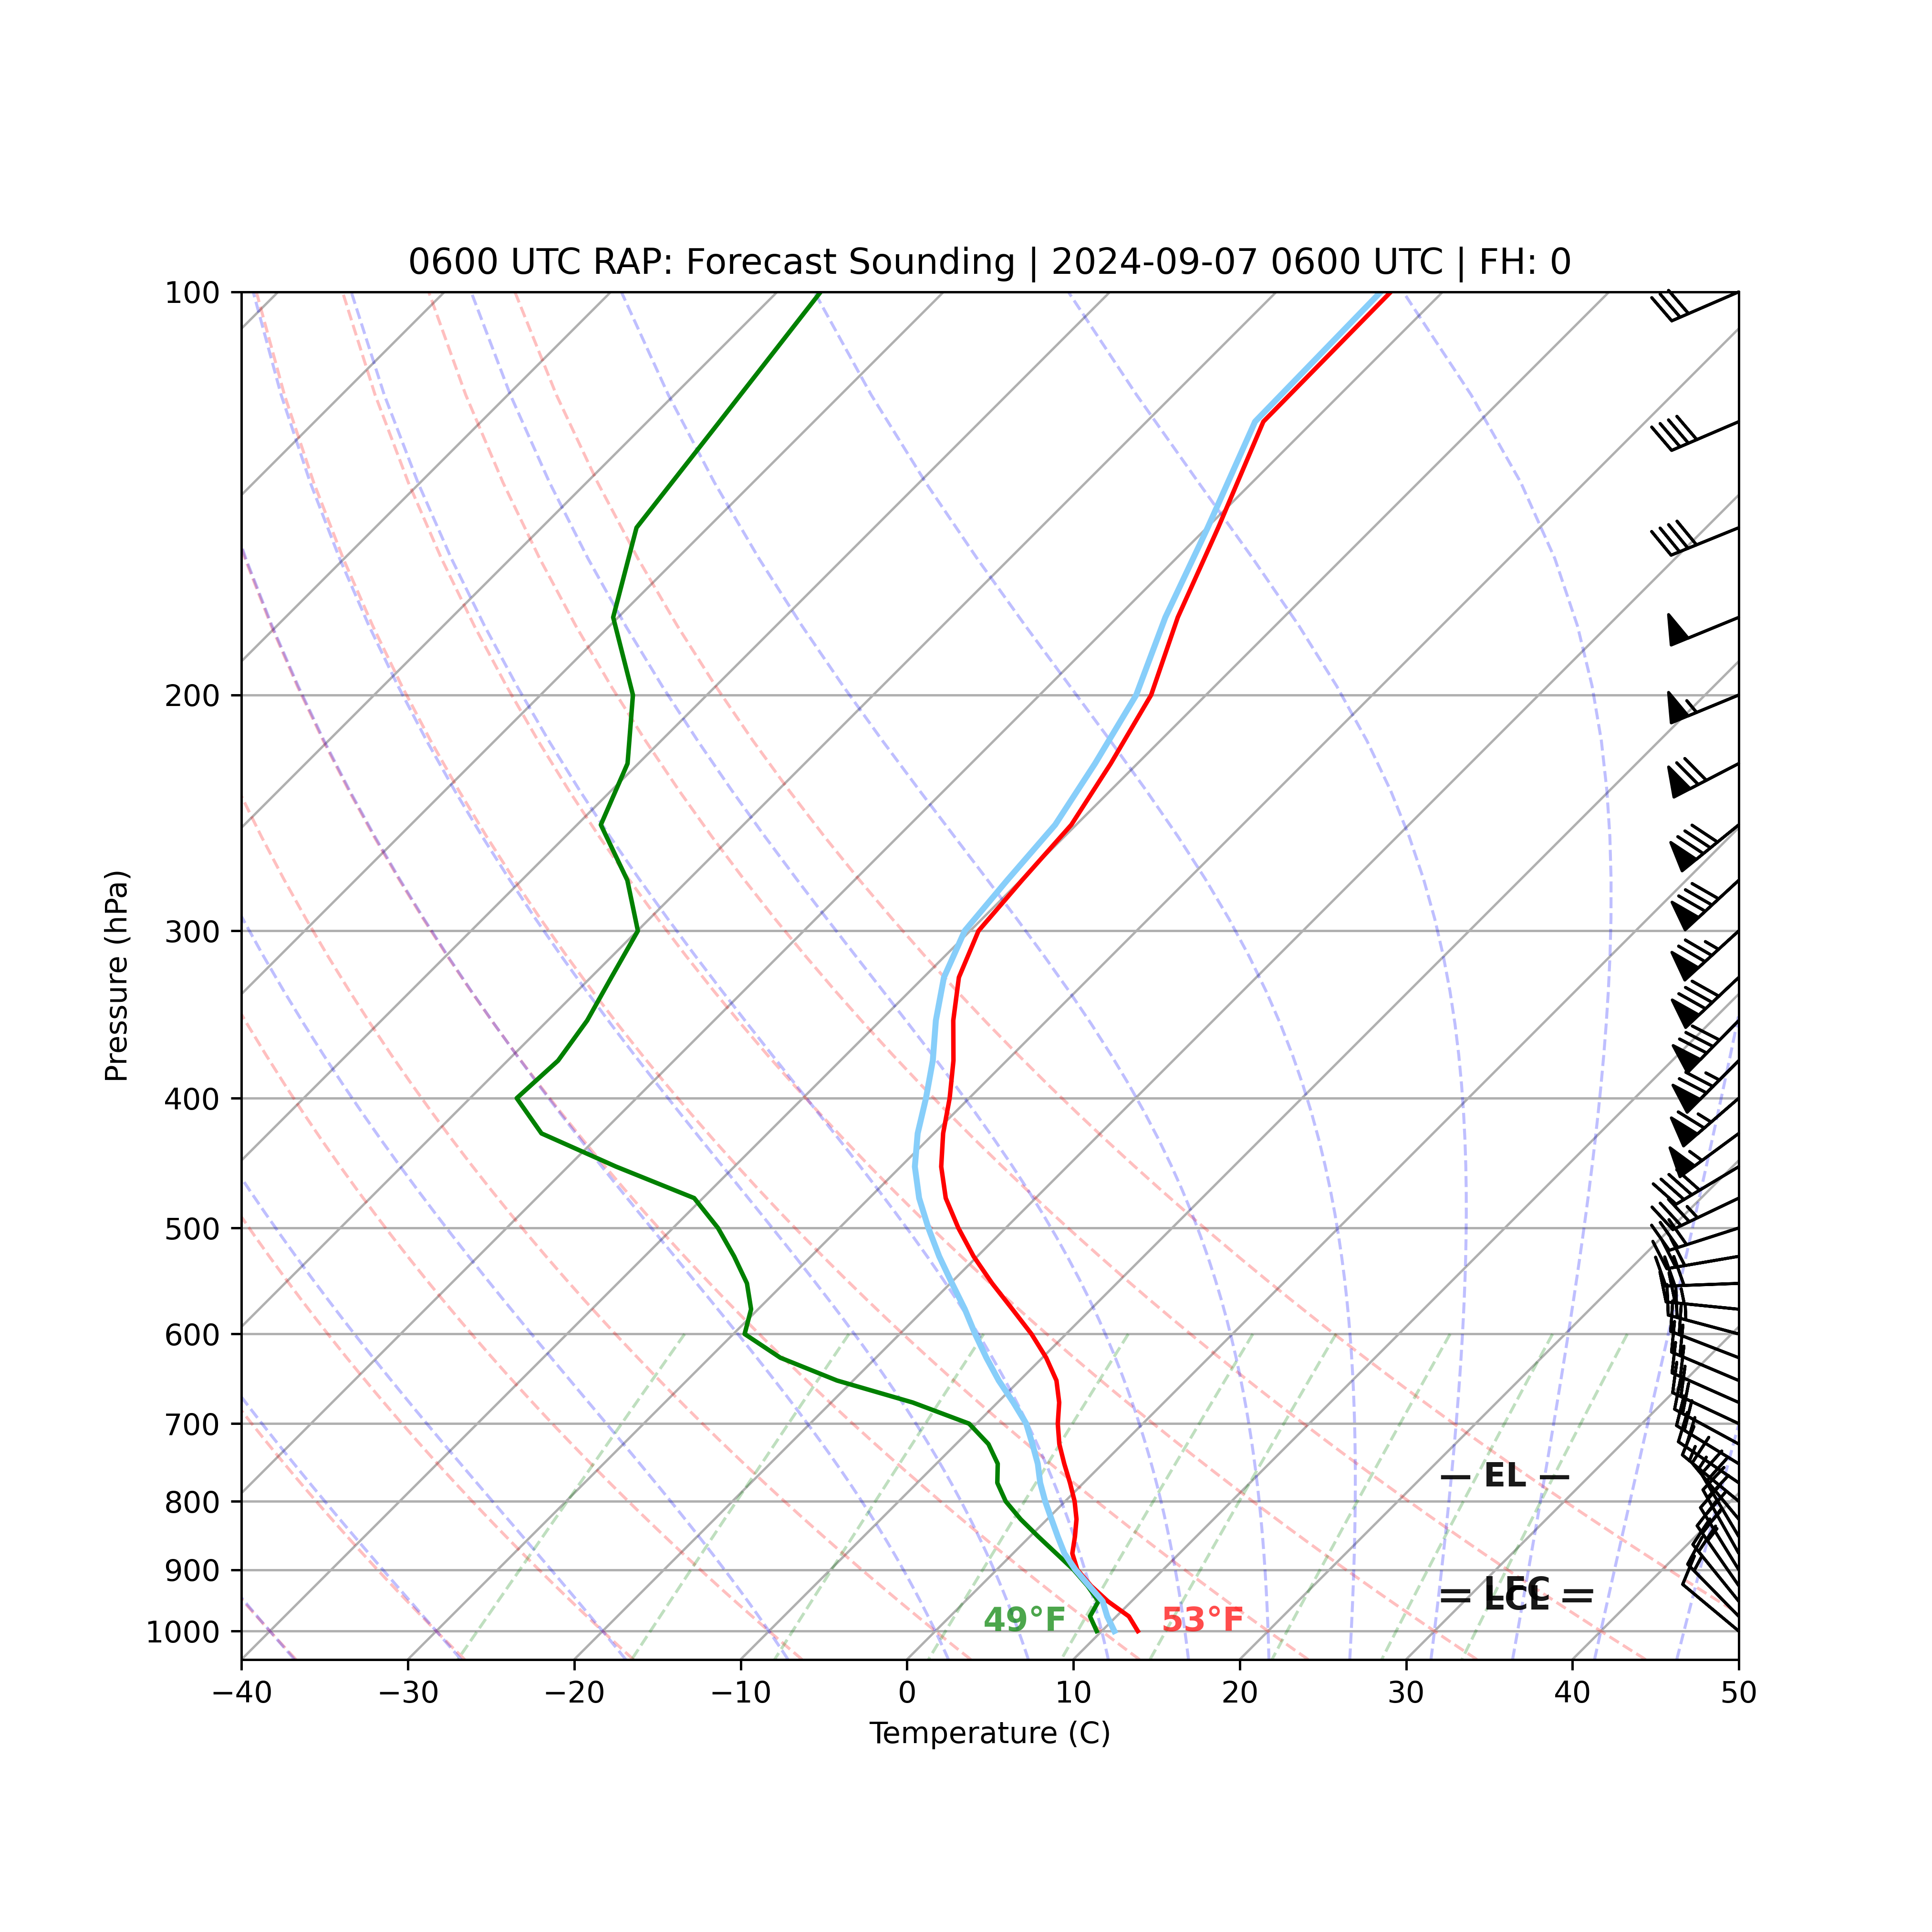 0600 UTC RAP: Forecast Sounding | 2024-09-07 0600 UTC | FH: 0
100
200
300
400
500
600
700
800
900
1000
Pressure (hPa)
— EL —
— LFC —
— LCL —
49°F
53°F
−40
−30
−20
−10
0
10
20
30
40
50
Temperature (C)